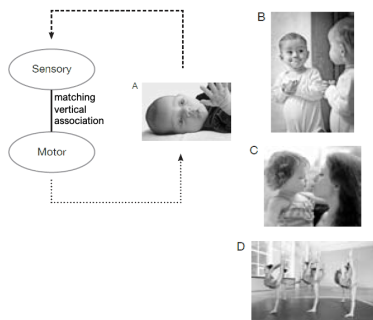 Sensory
matching
vertical
association
Motor
A
B
C
D